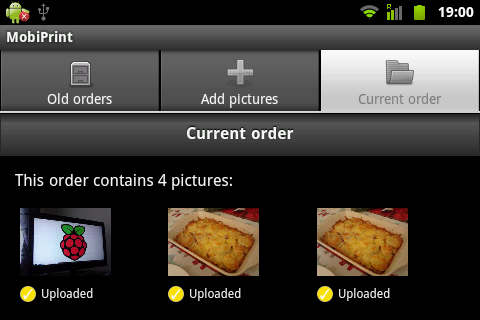 19:00
MobiPrint
Old orders
Add pictures
Current order
Current order
This order contains 4 pictures:
Uploaded
Uploaded
Uploaded